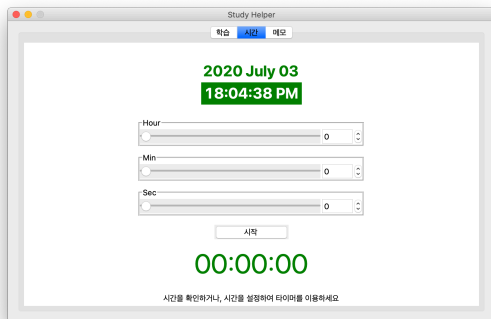 Study Helper
학습 시간 메모
2020 July 03
18:04:38 PM
Hour
0
Min
0
Sec
0
시작
00:00:00
시간을 확인하거나, 시간을 설정하여 타이머를 이용하세요